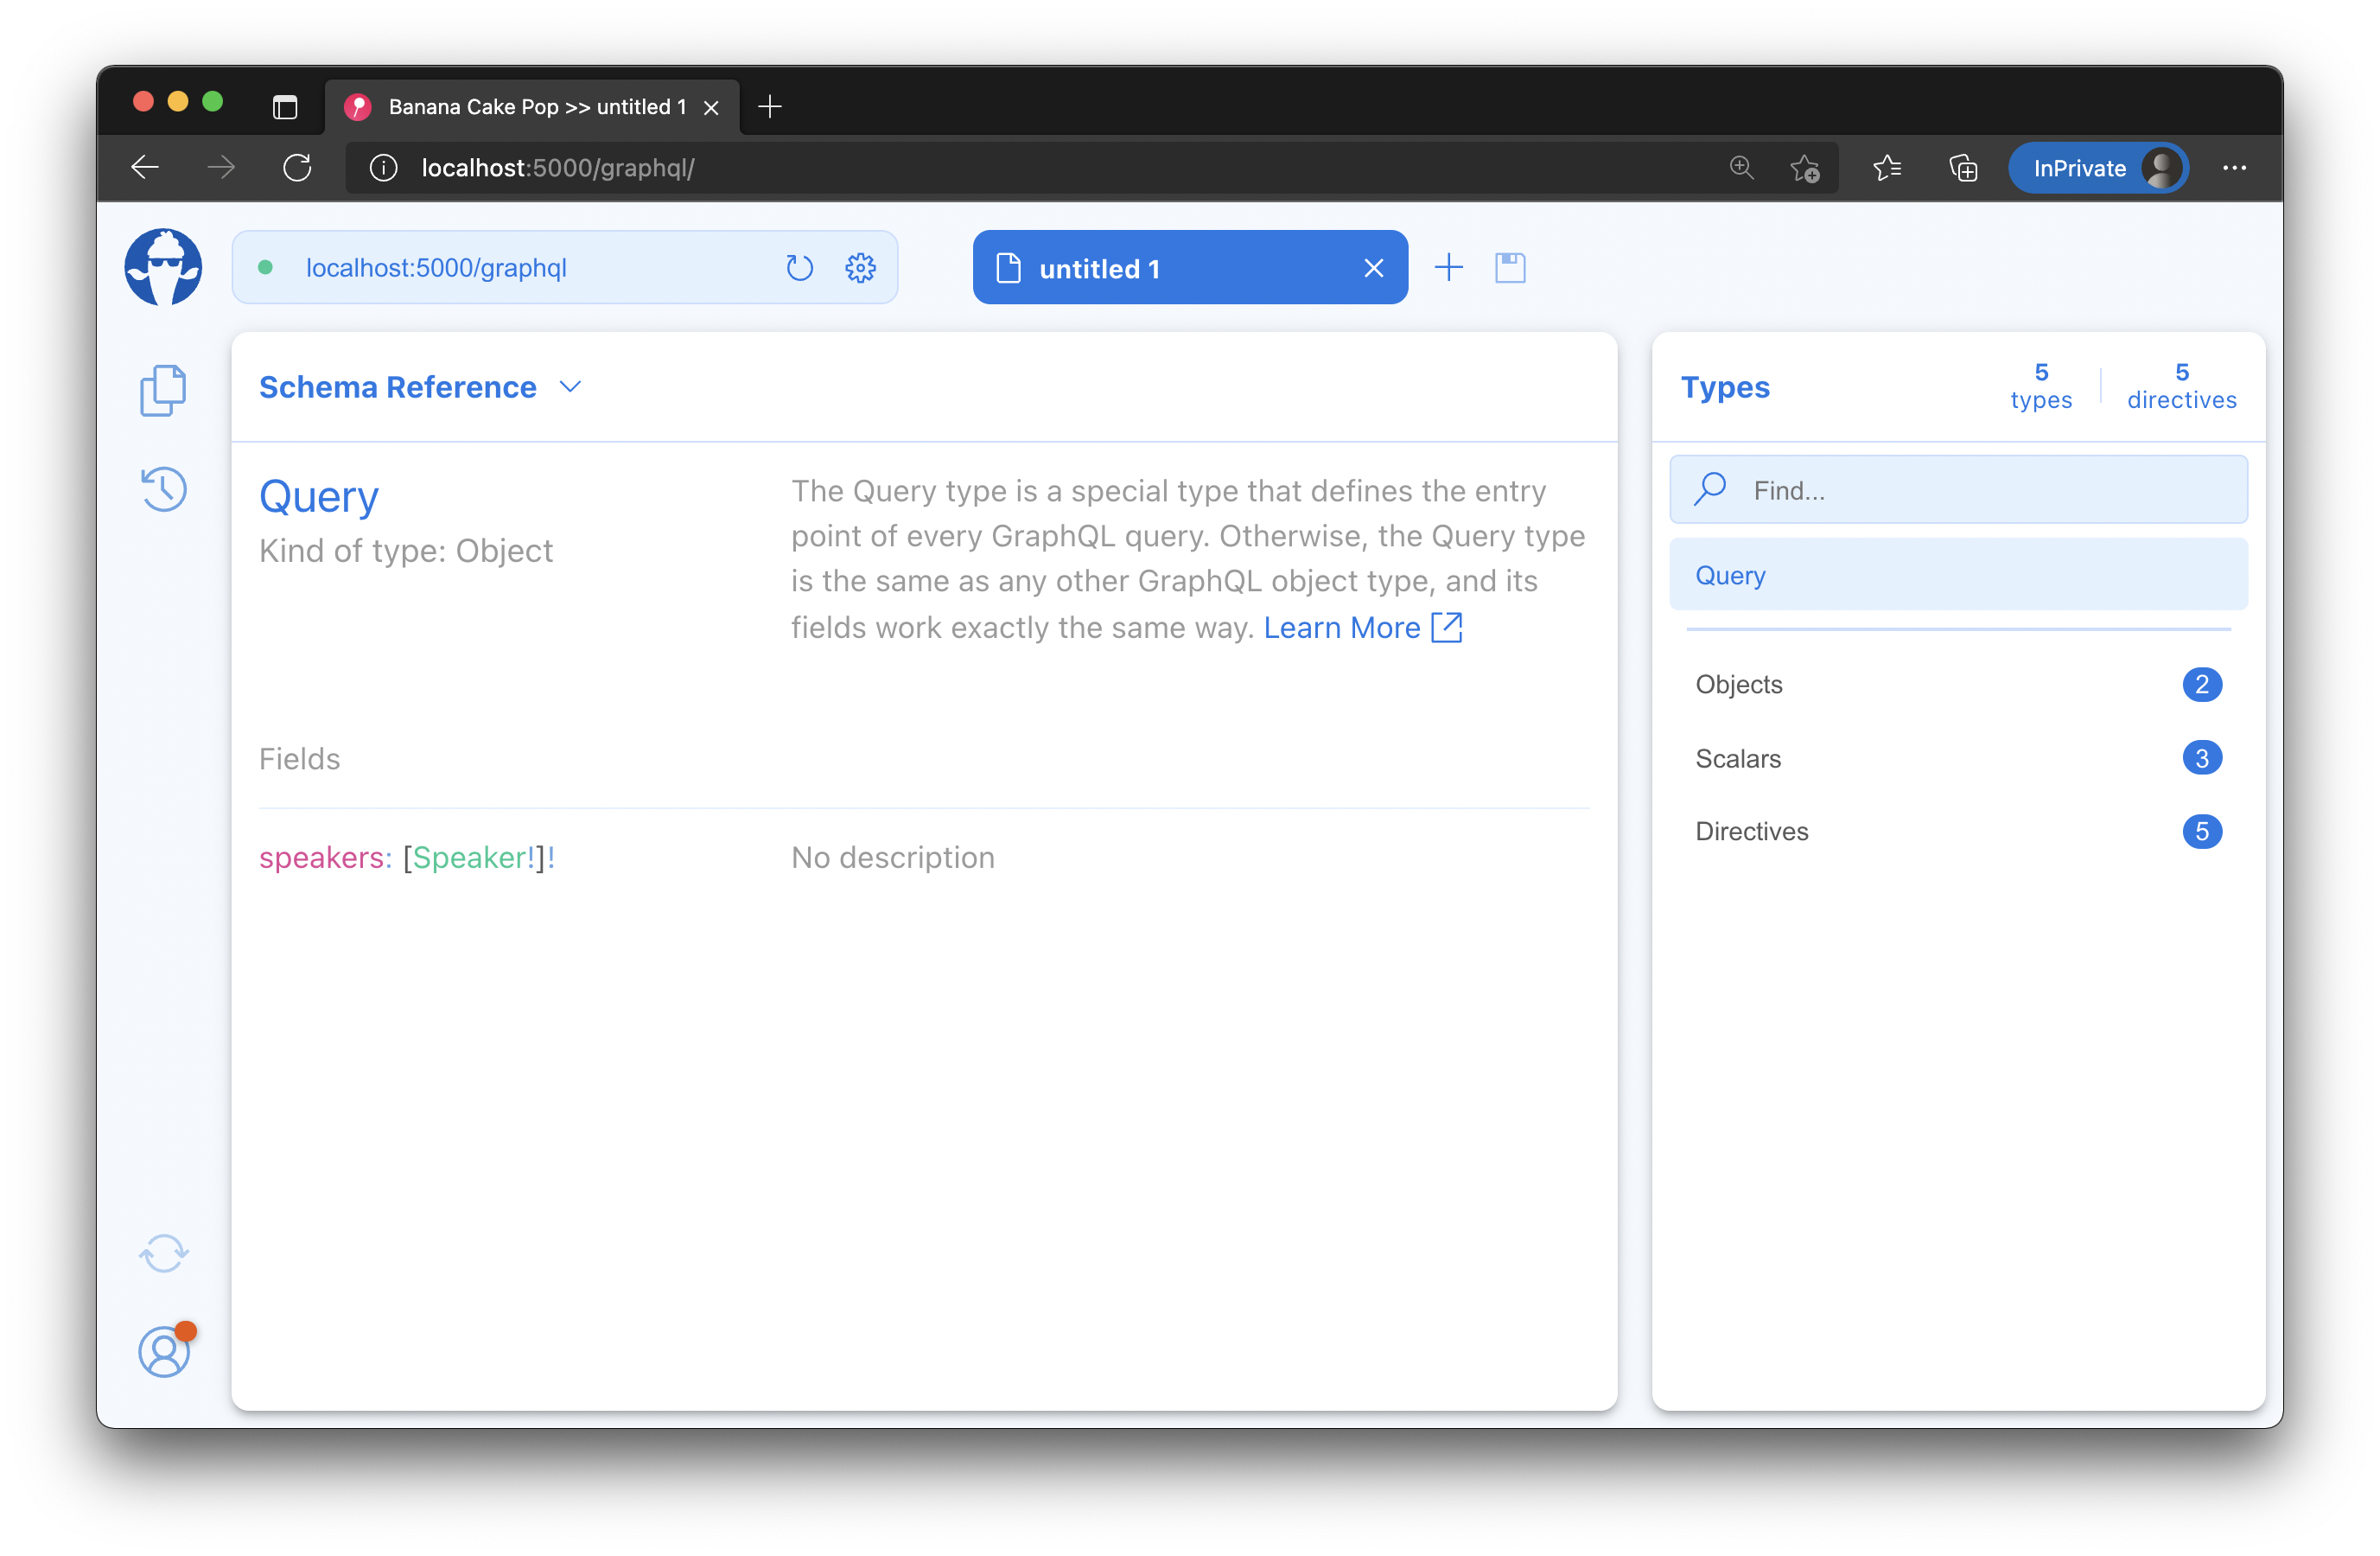 Banana Cake Pop >> untitled 1
localhost:5000/graphql/
InPrivate
localhost:5000/graphql
untitled 1
Schema Reference
Query
Kind of type: Object
The Query type is a special type that defines the entry
point of every GraphQL query. Otherwise, the Query type
is the same as any other GraphQL object type, and its
fields work exactly the same way. Learn More
Fields
speakers: [Speaker!]!
No description
Types
5
types
5
directives
Find...
Query
Objects
2
Scalars
3
Directives
5